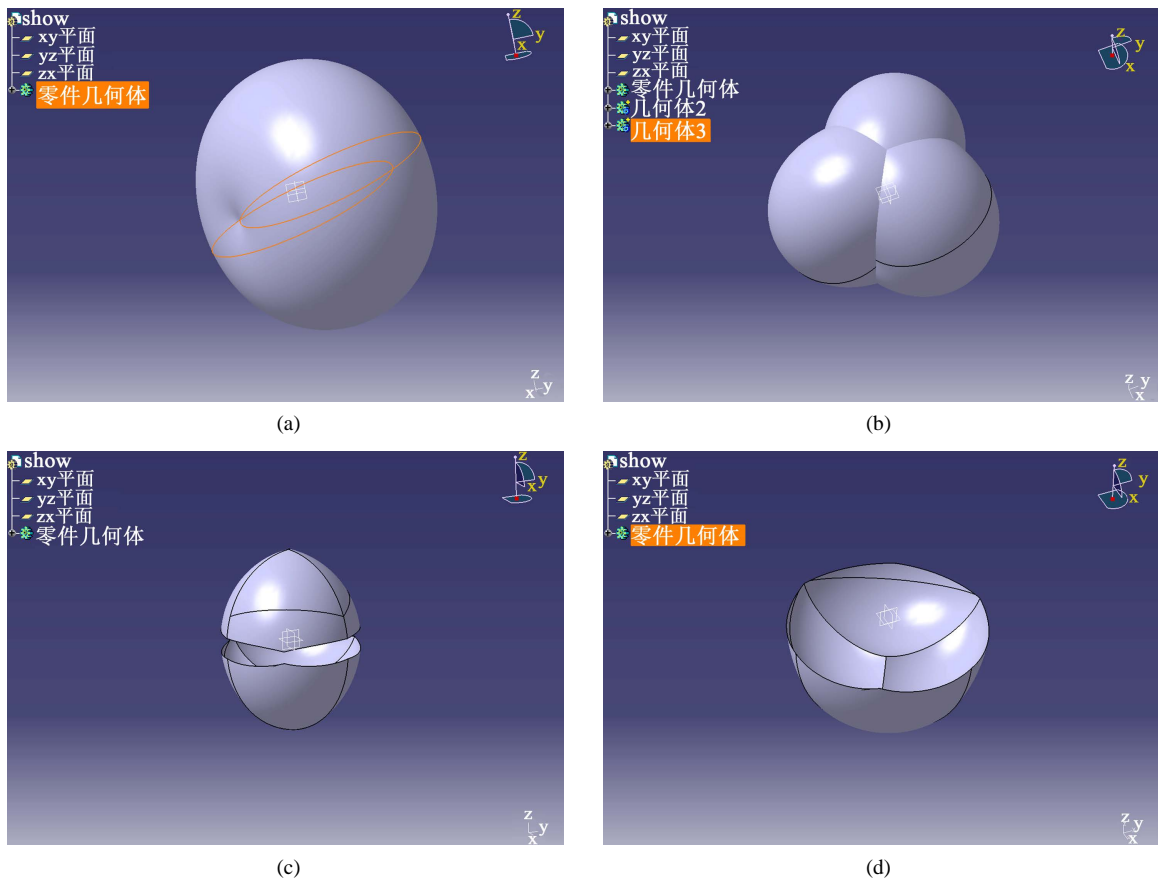 show
xy平面
yz平面
zx平面
零件几何体
z
y
x
z
x y
(a)
show
xy平面
yz平面
zx平面
零件几何体
几何体2
几何体3
z
y
x
z y
x
(b)
show
xy平面
yz平面
zx平面
零件几何体
z
y
x
z
y
x
(c)
show
xy平面
yz平面
zx平面
零件几何体
z
y
x
z
y
x
(d)